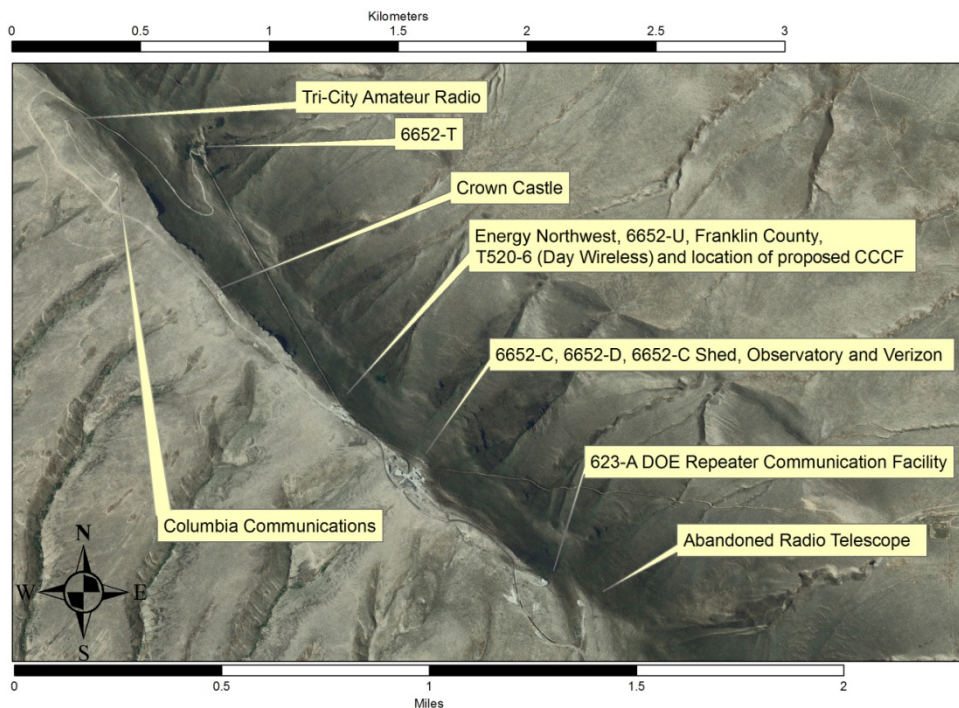 Kilometers
0 0.5 1 1.5 2 2.5 3
Tri-City Amateur Radio
6652-T
Crown Castle
Energy Northwest, 6652-U, Franklin County,
T520-6 (Day Wireless) and location of proposed CCCF
6652-C, 6652-D, 6652-C Shed, Observatory and Verizon
623-A DOE Repeater Communication Facility
Columbia Communications
Abandoned Radio Telescope
N
W E
S
0 0.5 1 1.5 2
Miles